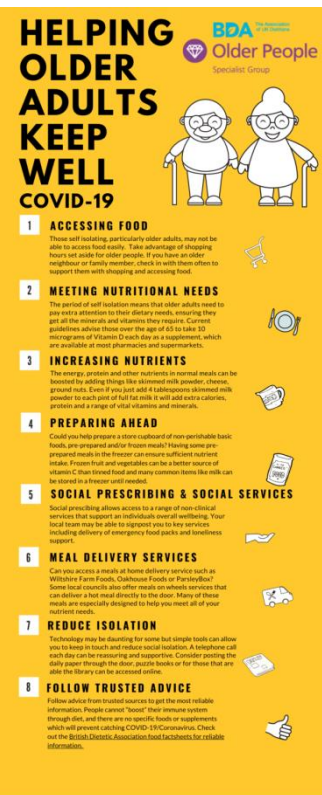 HELPING
OLDER
ADULTS
KEEP
WELL
COVID-19
BDA The Association of UK Dietitians
Older People
Specialist Group
1 ACCESSING FOOD
Those self isolating, particularly older adults, may not be
able to access food easily. Take advantage of shopping
hours set aside for older people. If you have an older
neighbour or family member, check in with them often to
support them with shopping and accessing food.
2 MEETING NUTRITIONAL NEEDS
The period of self isolation means that older adults need to
pay extra attention to their dietary needs, ensuring they
get all the minerals and vitamins they require. Current
guidelines advise those over the age of 65 to take 10
micrograms of Vitamin D each day as a supplement, which
are available at most pharmacies and supermarkets.
3 INCREASING NUTRIENTS
The energy, protein and other nutrients in normal meals can be
boosted by adding things like skimmed milk powder, cheese,
ground nuts. Even if you just add 4 tablespoons skimmed milk
powder to each pint of full fat milk it will add extra calories,
protein and a range of vital vitamins and minerals.
4 PREPARING AHEAD
Could you help prepare a store cupboard of non-perishable basic
foods, pre-prepared and/or frozen meals? Having some pre-
prepared meals in the freezer can ensure sufficient nutrient
intake. Frozen fruit and vegetables can be a better source of
vitamin C than tinned food and many common items like milk can
be stored in a freezer until needed.
5 SOCIAL PRESCRIBING & SOCIAL SERVICES
Social prescibing allows access to a range of non-clinical
services that support an individuals overall wellbeing. Your
local team may be able to signpost you to key services
including delivery of emergency food packs and loneliness
support.
6 MEAL DELIVERY SERVICES
Can you access a meals at home delivery service such as
Wiltshire Farm Foods, Oakhouse Foods or ParsleyBox?
Some local councils also offer meals on wheels services that
can deliver a hot meal directly to the door. Many of these
meals are especially designed to help you meet all of your
nutrient needs.
7 REDUCE ISOLATION
Technology may be daunting for some but simple tools can allow
you to keep in touch and reduce social isolation. A telephone call
each day can be reassuring and supportive. Consider posting the
daily paper through the door, puzzle books or for those that are
able the library can be accessed online.
8 FOLLOW TRUSTED ADVICE
Follow advice from trusted sources to get the most reliable
information. People cannot "boost" their immune system
through diet, and there are no specific foods or supplements
which will prevent catching COVID-19/Coronavirus. Check
out the British Dietetic Association food factsheets for reliable
information.